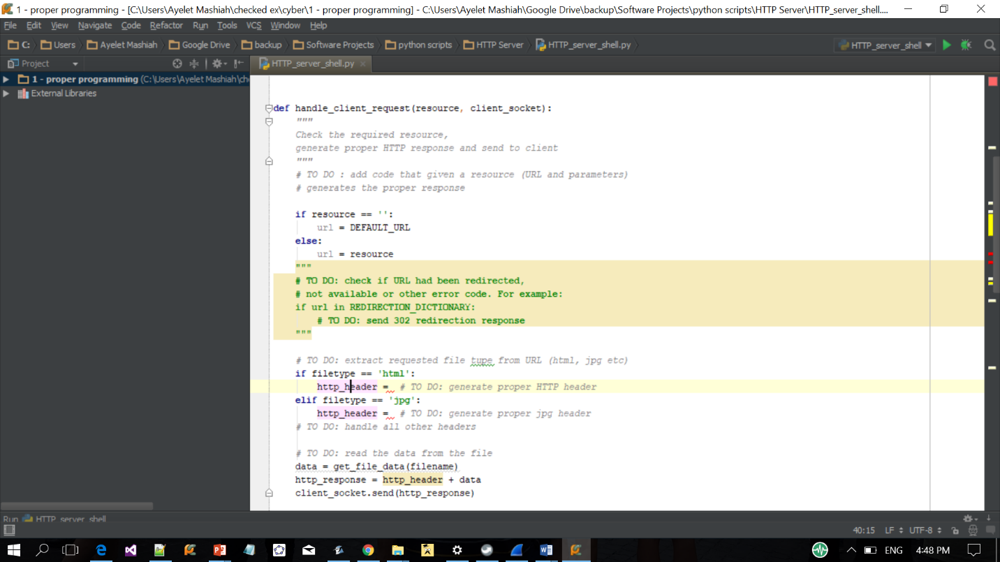 1 - proper programming - [C:\Users\Ayelet Mashiah\checked ex\cyber\1 - proper programming] - C:\Users\Ayelet Mashiah\Google Drive\backup\Software Projects\python scripts\HTTP Server\HTTP_server_shell....
File Edit View Navigate Code Refactor Run Tools VCS Window Help
C: Users Ayelet Mashiah Google Drive backup Software Projects python scripts HTTP Server HTTP_server_shell.py HTTP_server_shell
Project HTTP_server_shell.py
1 - proper programming (C:\Users\Ayelet Mashiah\che
External Libraries
def handle_client_request(resource, client_socket):
"""
Check the required resource,
generate proper HTTP response and send to client
"""
# TO DO : add code that given a resource (URL and parameters)
# generates the proper response
if resource == '':
url = DEFAULT_URL
else:
url = resource
"""
# TO DO: check if URL had been redirected,
# not available or other error code. For example:
if url in REDIRECTION_DICTIONARY:
# TO DO: send 302 redirection response
"""
# TO DO: extract requested file tupe from URL (html, jpg etc)
if filetype == 'html':
http_header = # TO DO: generate proper HTTP header
elif filetype == 'jpg':
http_header = # TO DO: generate proper jpg header
# TO DO: handle all other headers
# TO DO: read the data from the file
data = get_file_data(filename)
http_response = http_header + data
client_socket.send(http_response)
Run HTTP_server_shell
40:15 LF UTF-8
ENG 4:48 PM